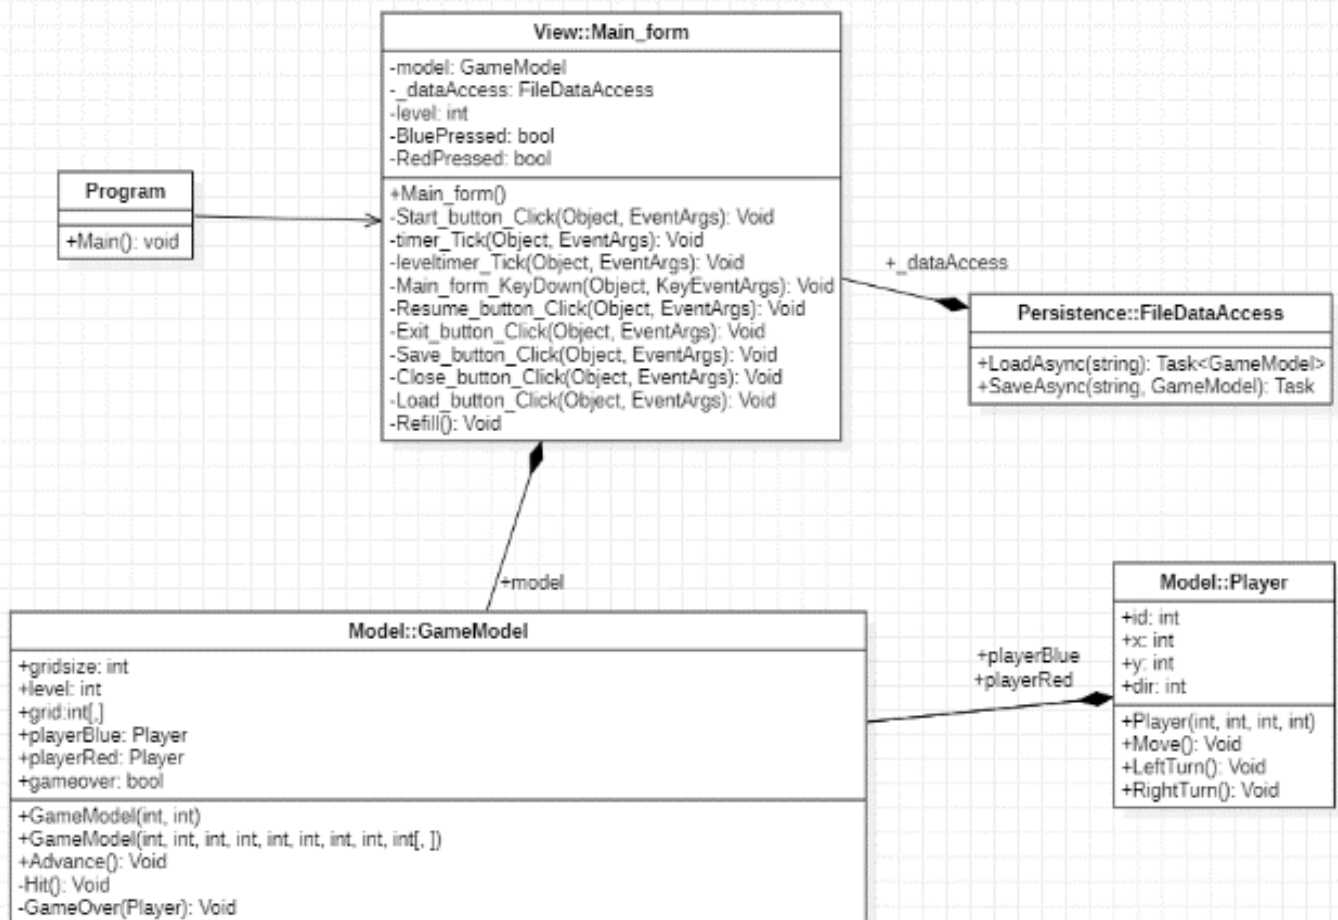 View::Main_form
-model: GameModel
-_dataAccess: FileDataAccess
-level: int
-BluePressed: bool
-RedPressed: bool
+Main_form()
-Start_button_Click(Object, EventArgs): Void
-timer_Tick(Object, EventArgs): Void
-leveltimer_Tick(Object, EventArgs): Void
-Main_form_KeyDown(Object, KeyEventArgs): Void
-Resume_button_Click(Object, EventArgs): Void
-Exit_button_Click(Object, EventArgs): Void
-Save_button_Click(Object, EventArgs): Void
-Close_button_Click(Object, EventArgs): Void
-Load_button_Click(Object, EventArgs): Void
-Refill(): Void
Program
+Main(): void
+_dataAccess
Persistence::FileDataAccess
+LoadAsync(string): Task<GameModel>
+SaveAsync(string, GameModel): Task
+model
Model::GameModel
+gridsize: int
+level: int
+grid:int[,]
+playerBlue: Player
+playerRed: Player
+gameover: bool
+GameModel(int, int)
+GameModel(int, int, int, int, int, int, int, int, int[, ])
+Advance(): Void
-Hit(): Void
-GameOver(Player): Void
+playerBlue
+playerRed
Model::Player
+id: int
+x: int
+y: int
+dir: int
+Player(int, int, int, int)
+Move(): Void
+LeftTurn(): Void
+RightTurn(): Void